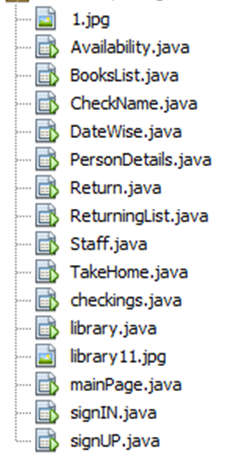 1.jpg
Availability.java
BooksList.java
CheckName.java
DateWise.java
PersonDetails.java
Return.java
ReturningList.java
Staff.java
TakeHome.java
checkings.java
library.java
library11.jpg
mainPage.java
signIN.java
signUP.java